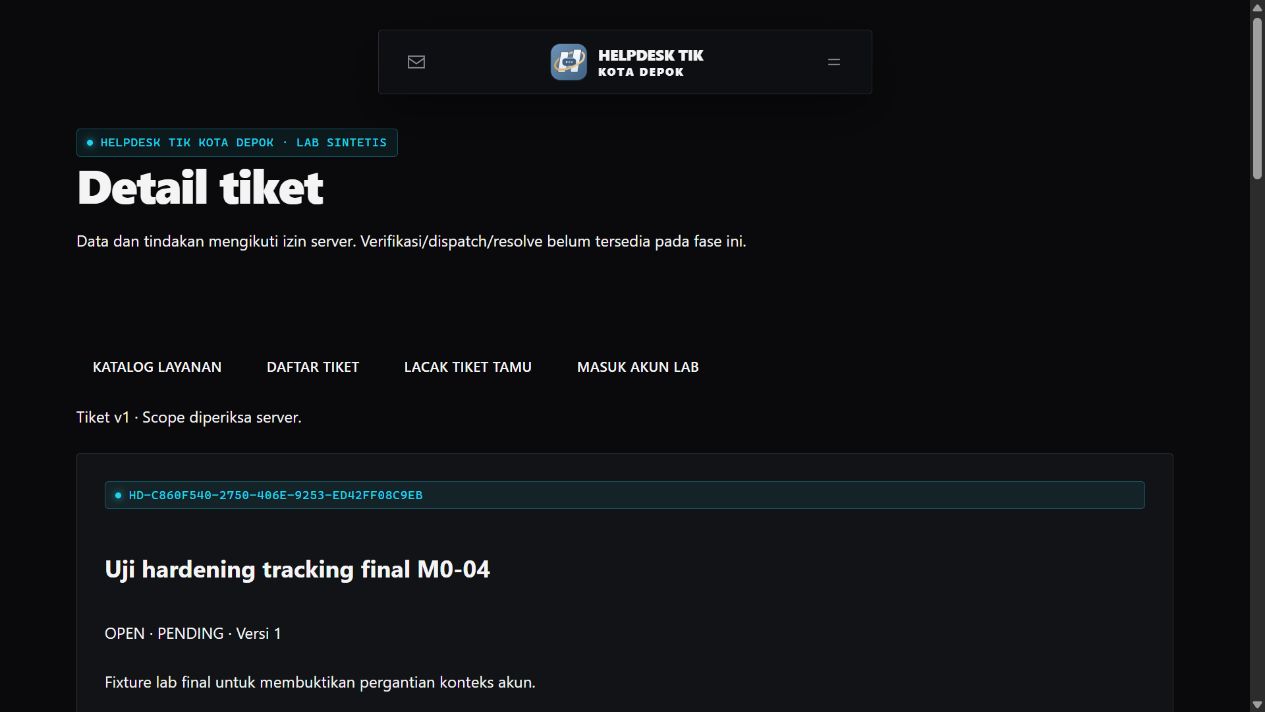 HELPDESK TIK
KOTA DEPOK
HELPDESK TIK KOTA DEPOK · LAB SINTETIS
Detail tiket
Data dan tindakan mengikuti izin server. Verifikasi/dispatch/resolve belum tersedia pada fase ini.
KATALOG LAYANAN DAFTAR TIKET LACAK TIKET TAMU MASUK AKUN LAB
Tiket v1 · Scope diperiksa server.
HD-C860F540-2750-406E-9253-ED42FF08C9EB
Uji hardening tracking final M0-04
OPEN · PENDING · Versi 1
Fixture lab final untuk membuktikan pergantian konteks akun.